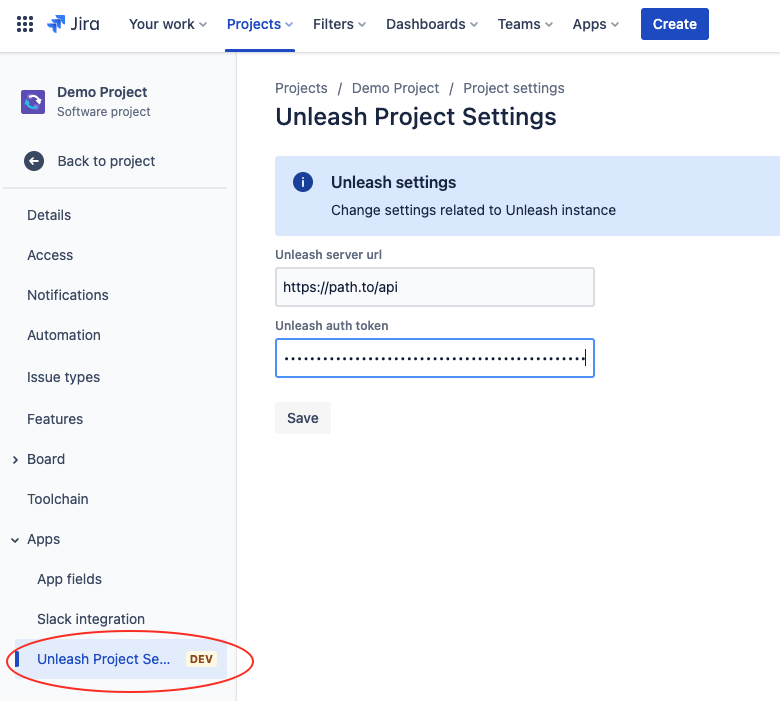 Jira Your work Projects Filters Dashboards Teams Apps Create
Demo Project
Software project
Back to project
Details
Access
Notifications
Automation
Issue types
Features
Board
Toolchain
Apps
App fields
Slack integration
Unleash Project Se... DEV
Projects / Demo Project / Project settings
Unleash Project Settings
Unleash settings
Change settings related to Unleash instance
Unleash server url
https://path.to/api
Unleash auth token
Save